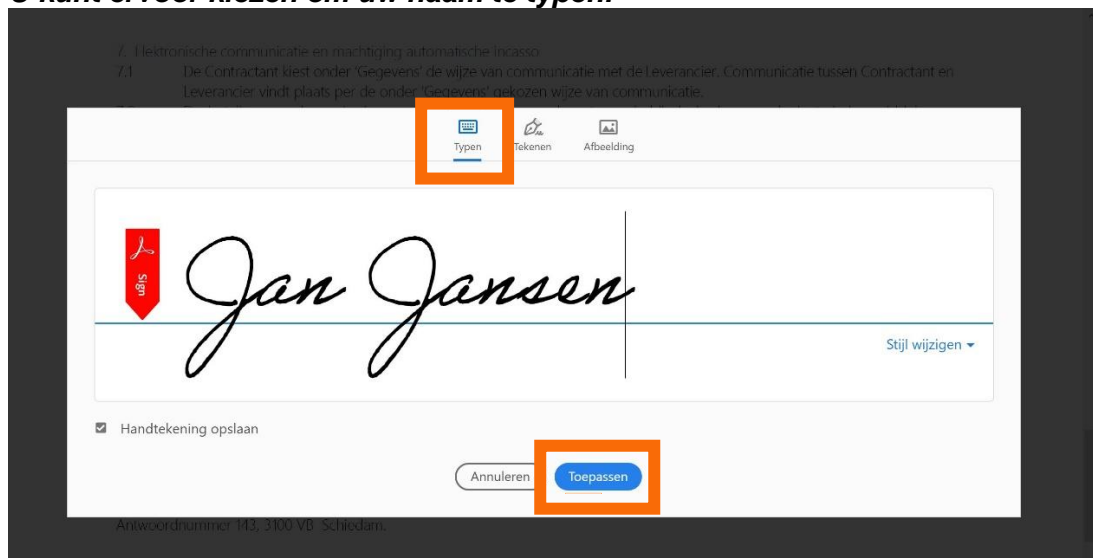 U kunt ervoor kiezen om uw naam te typen.
7. Elektronische communicatie en machtiging automatische incasso
7.1 De Contractant kiest onder 'Gegevens' de wijze van communicatie met de Leverancier. Communicatie tussen Contractant en
Leverancier vindt plaats per de onder 'Gegevens' gekozen wijze van communicatie.
Typen Tekenen Afbeelding
Sign
Jan Jansen
Stijl wijzigen
Handtekening opslaan
Annuleren Toepassen
Antwoordnummer 143, 3100 VB Schiedam.